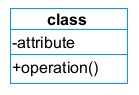 class
-attribute
+operation()